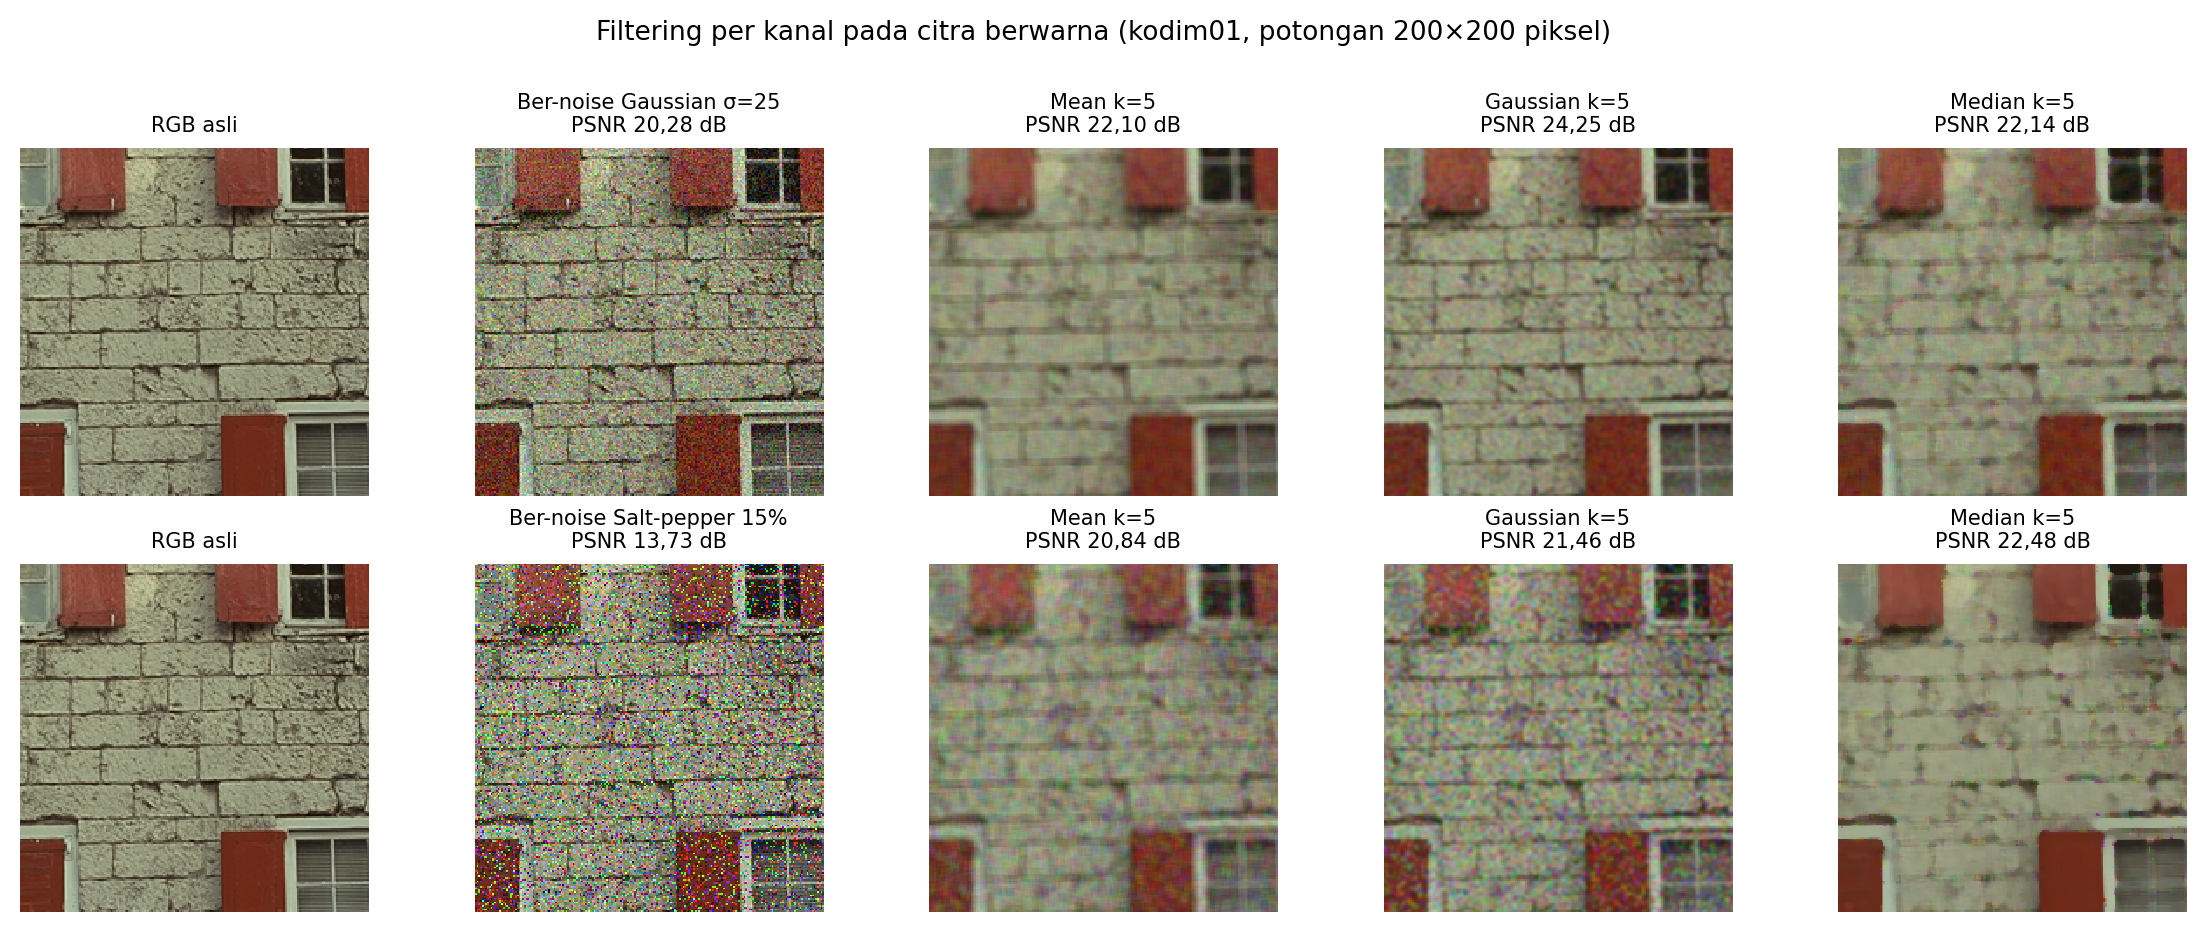 Filtering per kanal pada citra berwarna (kodim01, potongan 200×200 piksel)
RGB asli
Ber-noise Gaussian σ=25
PSNR 20,28 dB
Mean k=5
PSNR 22,10 dB
Gaussian k=5
PSNR 24,25 dB
Median k=5
PSNR 22,14 dB
RGB asli
Ber-noise Salt-pepper 15%
PSNR 13,73 dB
Mean k=5
PSNR 20,84 dB
Gaussian k=5
PSNR 21,46 dB
Median k=5
PSNR 22,48 dB